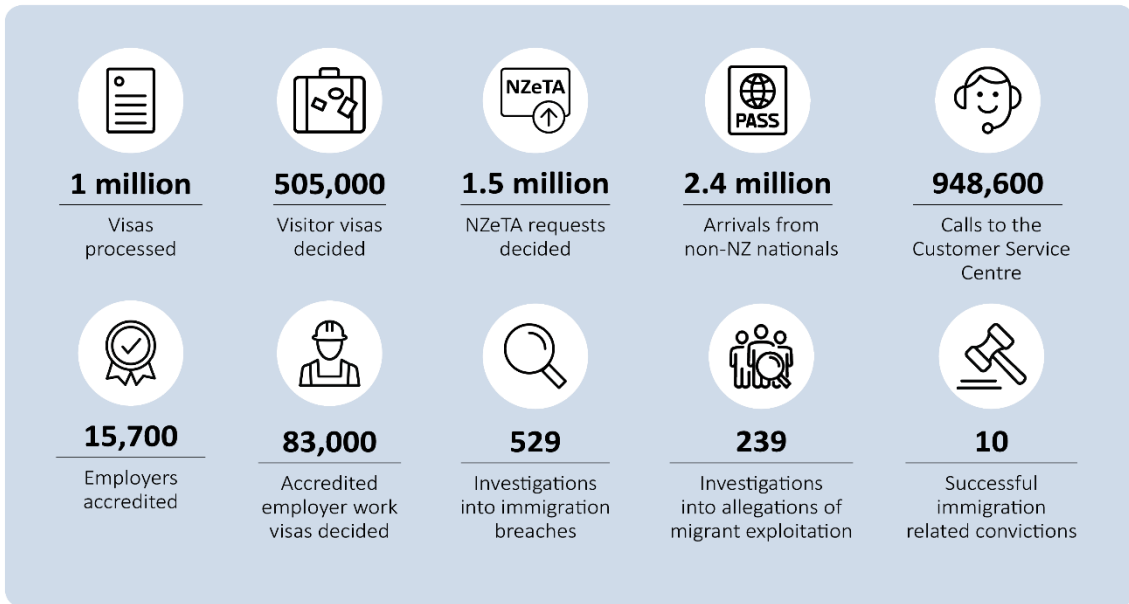 NZeTA
PASS
1 million
Visas
processed
505,000
Visitor visas
decided
1.5 million
NZeTA requests
decided
2.4 million
Arrivals from
non-NZ nationals
948,600
Calls to the
Customer Service
Centre
15,700
Employers
accredited
83,000
Accredited
employer work
visas decided
529
Investigations
into immigration
breaches
239
Investigations
into allegations of
migrant exploitation
10
Successful
immigration
related convictions